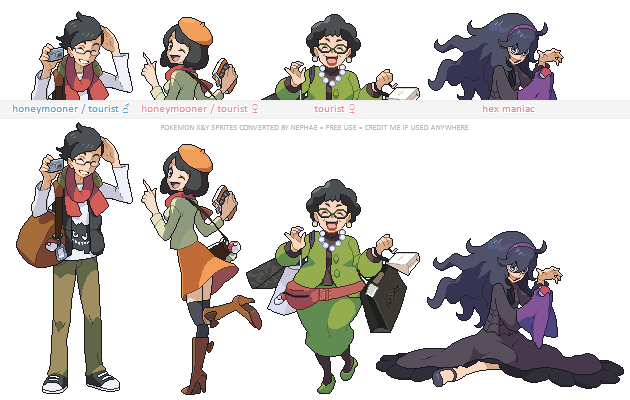 honeymooner / tourist ♂ honeymooner / tourist ♀ tourist ♀ hex maniac
POKEMON X&Y SPRITES CONVERTED BY NEPHAE • FREE USE • CREDIT ME IF USED ANYWHERE